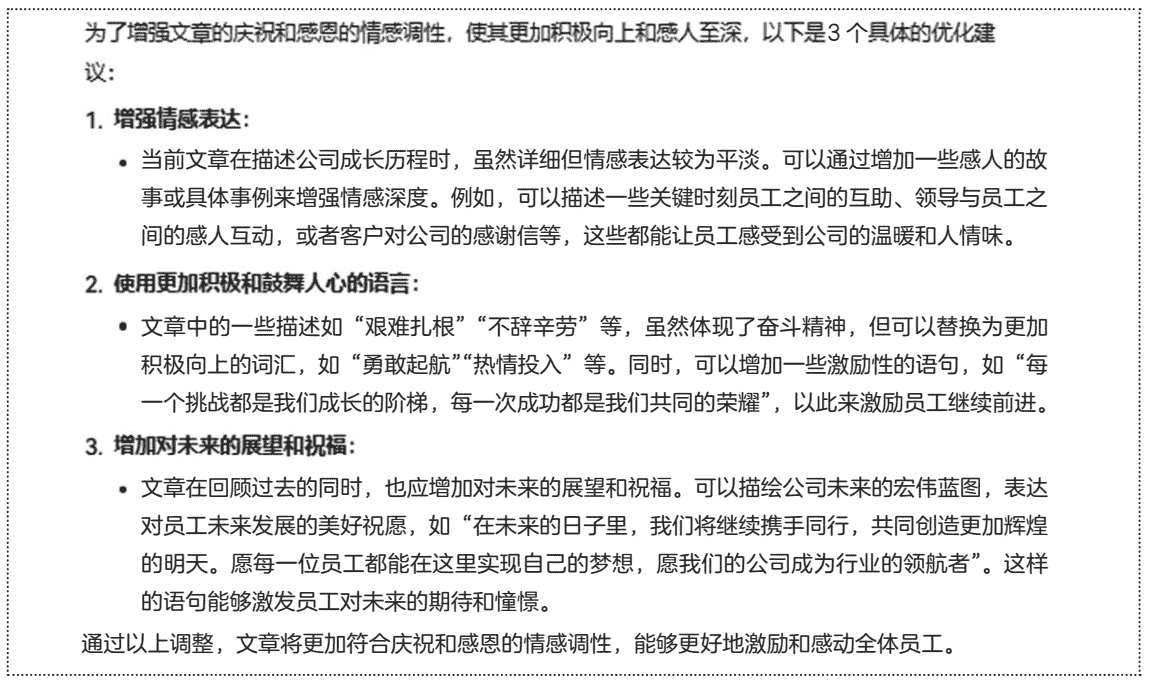 为了增强文章的庆祝和感恩的情感调性，使其更加积极向上和感人至深，以下是3 个具体的优化建
议：
1. 增强情感表达：
• 当前文章在描述公司成长历程时，虽然详细但情感表达较为平淡。可以通过增加一些感人的故
事或具体事例来增强情感深度。例如，可以描述一些关键时刻员工之间的互助、领导与员工之
间的感人互动，或者客户对公司的感谢信等，这些都能让员工感受到公司的温暖和人情味。
2. 使用更加积极和鼓舞人心的语言：
• 文章中的一些描述如“艰难扎根”“不辞辛劳”等，虽然体现了奋斗精神，但可以替换为更加
积极向上的词汇，如“勇敢起航”“热情投入”等。同时，可以增加一些激励性的语句，如“每
一个挑战都是我们成长的阶梯，每一次成功都是我们共同的荣耀”，以此来激励员工继续前进。
3. 增加对未来的展望和祝福：
• 文章在回顾过去的同时，也应增加对未来的展望和祝福。可以描绘公司未来的宏伟蓝图，表达
对员工未来发展的美好祝愿，如“在未来的日子里，我们将继续携手同行，共同创造更加辉煌
的明天。愿每一位员工都能在这里实现自己的梦想，愿我们的公司成为行业的领航者”。这样
的语句能够激发员工对未来的期待和憧憬。
通过以上调整，文章将更加符合庆祝和感恩的情感调性，能够更好地激励和感动全体员工。